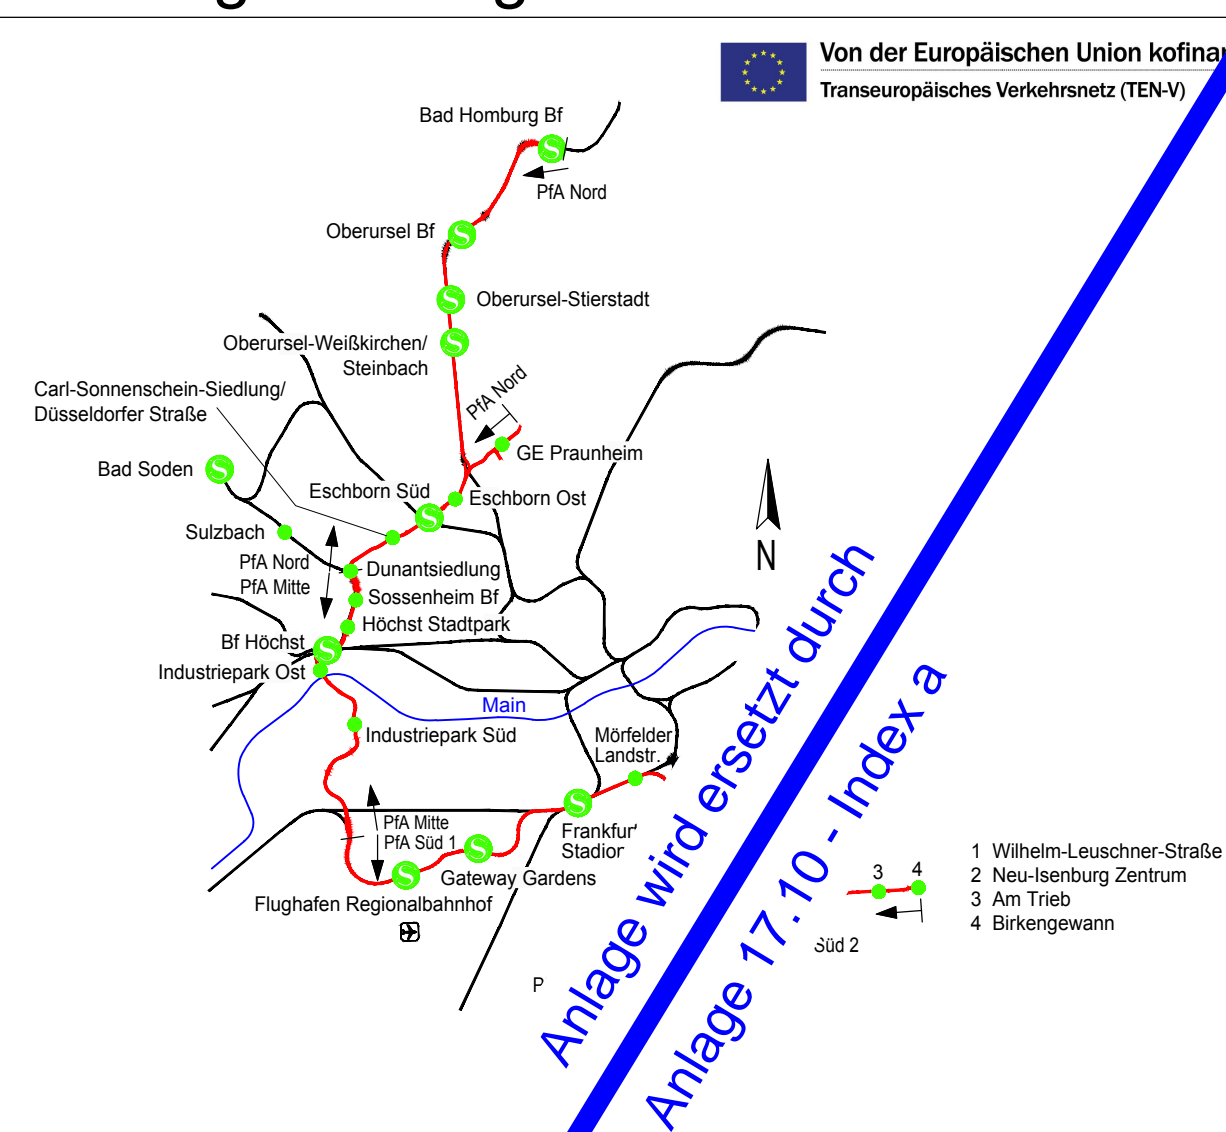 Von der Europäischen Union
Transeuropäisches Verkehrsnetz (TEN-V)
Bad Homburg Bf
PfA Nord
Oberursel Bf
Oberursel-Stierstadt
Oberursel-Weißkirchen/
Steinbach
Carl-Sonnenschein-Siedlung/
Düsseldorfer Straße
PfA Nord
GE Praunheim
Bad Soden
Eschborn Süd
Eschborn Ost
Sulzbach
PfA Nord
PfA Mitte
Dunantsiedlung
Sossenheim Bf
Höchst Stadtpark
Bf Höchst
Industriepark Ost
N
Main
Industriepark Süd
Mörfelder
Landstr.
PfA Mitte
PfA Süd 1
Frankfur
Stadion
Gateway Gardens
Flughafen Regionalbahnhof
P
Süd 2
3 4
1 Wilhelm-Leuschner-Straße
2 Neu-Isenburg Zentrum
3 Am Trieb
4 Birkengewann
Anlage wird ersetzt durch
Anlage 17.10 - Index a